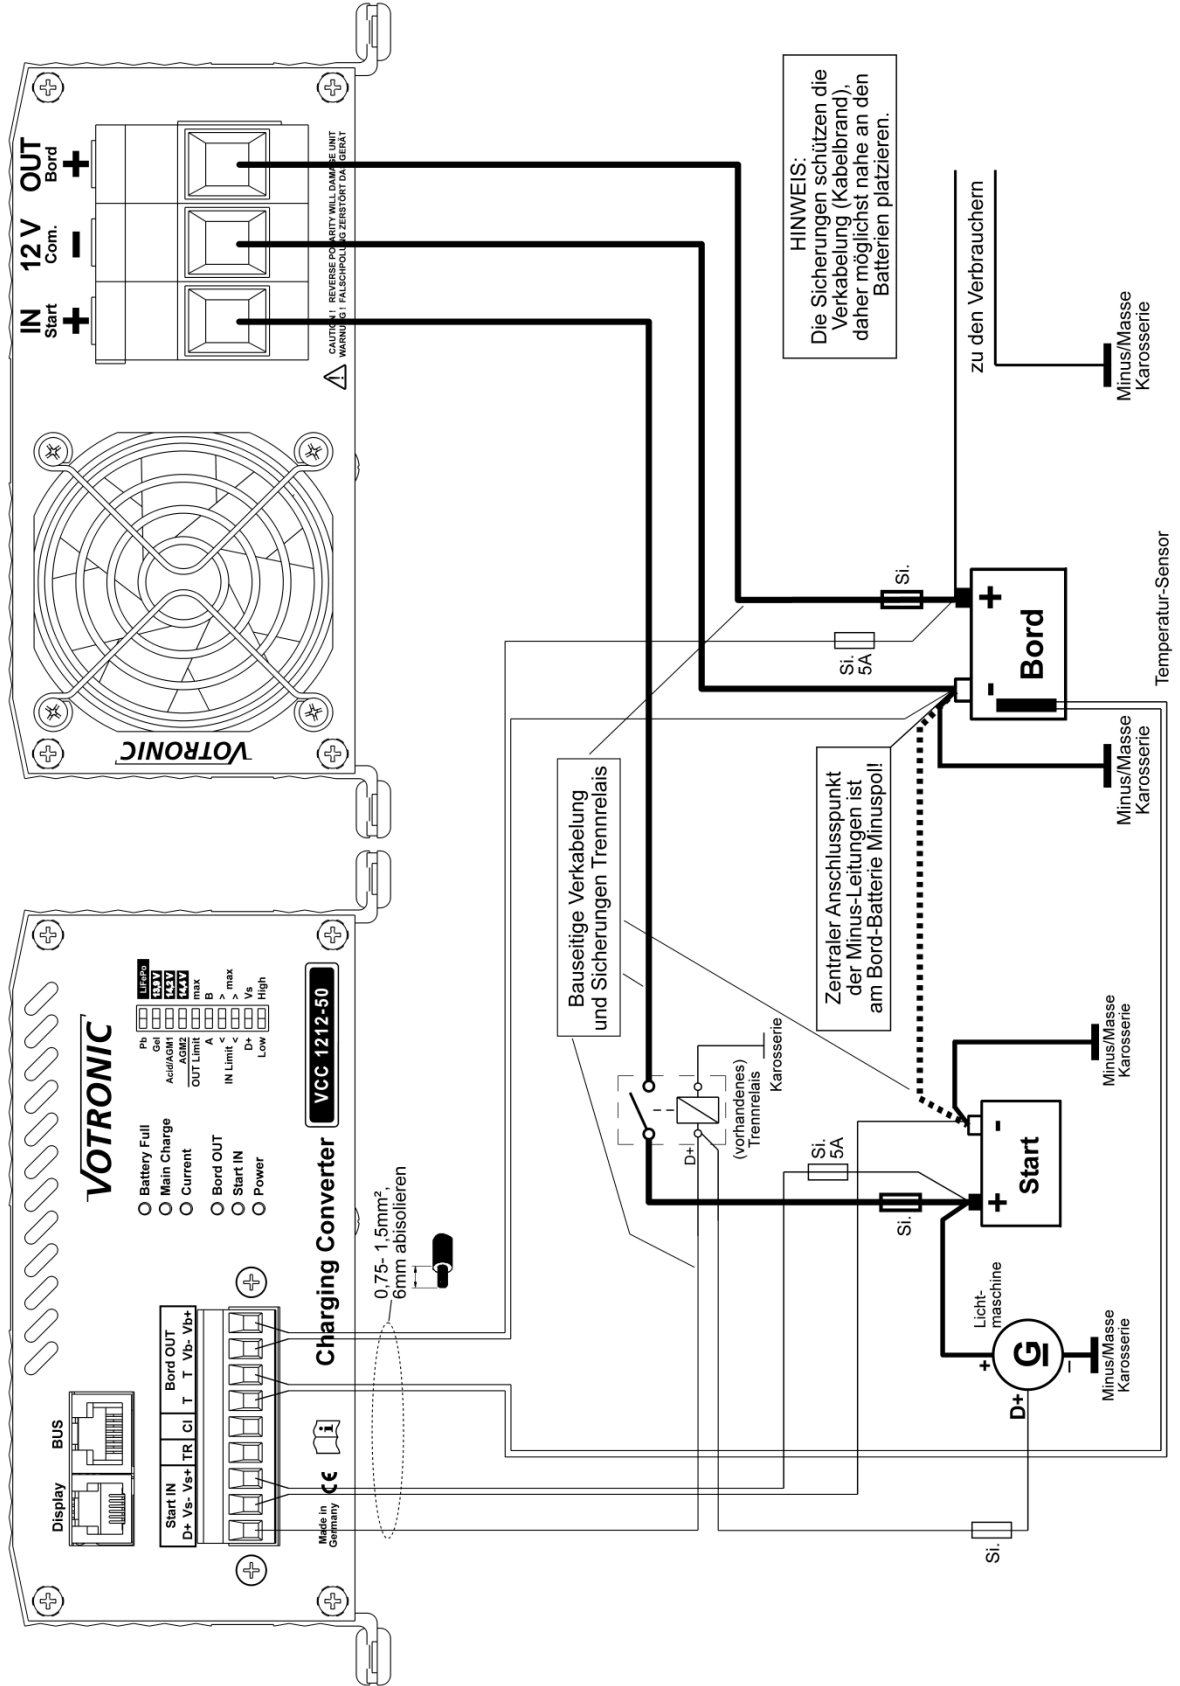 Display
BUS
Start IN
D+ Vs- Vs+
TR
CI
Bord OUT
T T Vb- Vb+
Made in
Germany
CE
i
Charging Converter
VCC 1212-50
VOTRONIC
Battery Full
Main Charge
Current
Bord OUT
Start IN
Power
Pb
LiFePo
Gel
13,8 V
Acid/AGM1
14,2 V
AGM2
14,4 V
OUT Limit
max
A
B
IN Limit < > max
< >
D+
Vs
Low
High
VOTRONIC
IN
Start
+
12 V
Com.
−
OUT
Bord
+
CAUTION ! REVERSE POLARITY WILL DAMAGE UNIT
WARNUNG ! FALSCHPOLUNG ZERSTÖRT DAS GERÄT
0,75- 1,5mm²,
6mm abisolieren
Bauseitige Verkabelung
und Sicherungen Trennrelais
HINWEIS:
Die Sicherungen schützen die
Verkabelung (Kabelbrand),
daher möglichst nahe an den
Batterien platzieren.
D+
Karosserie
(vorhandenes)
Trennrelais
Si.
5A
Si.
Zentraler Anschlusspunkt
der Minus-Leitungen ist
am Bord-Batterie Minuspol!
Si.
5A
Si.
zu den Verbrauchern
Si.
D+
+
G
−
Licht-
maschine
Minus/Masse
Karosserie
+
-
Start
Minus/Masse
Karosserie
-
+
Bord
Minus/Masse
Karosserie
Temperatur-Sensor
Minus/Masse
Karosserie